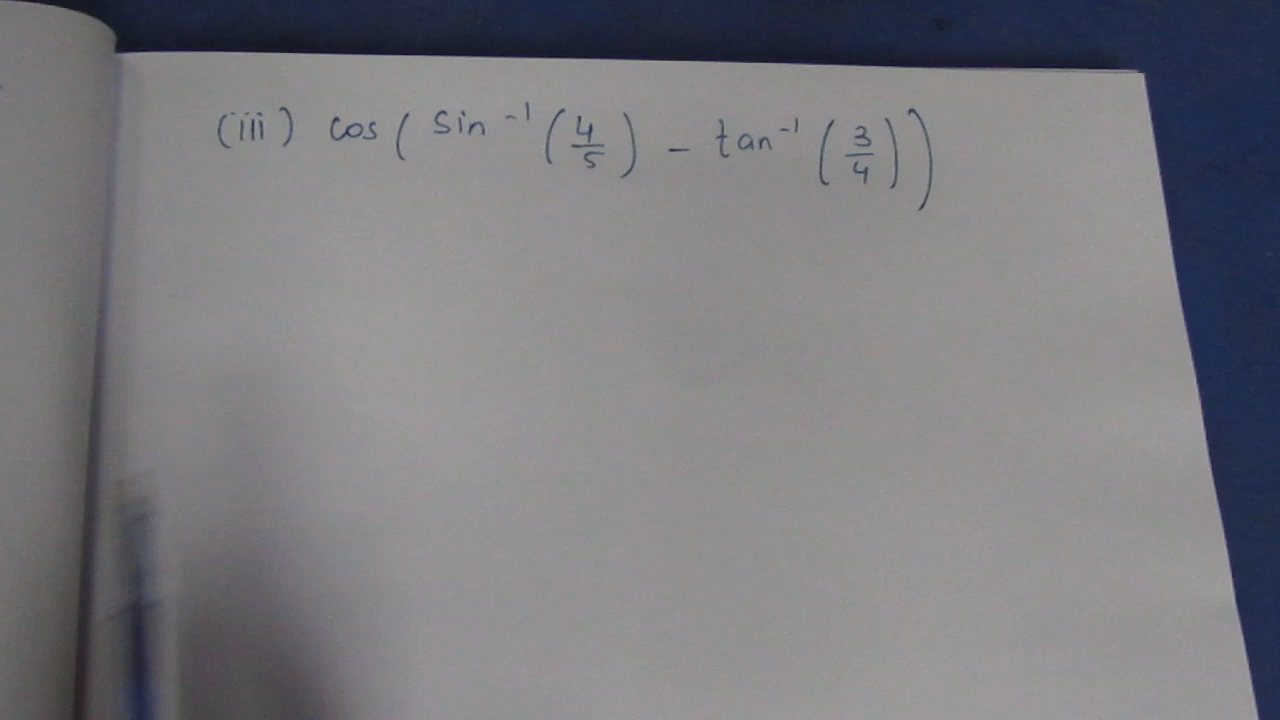 (iii) cos( sin⁻¹ (4/5) - tan⁻¹ (3/4))